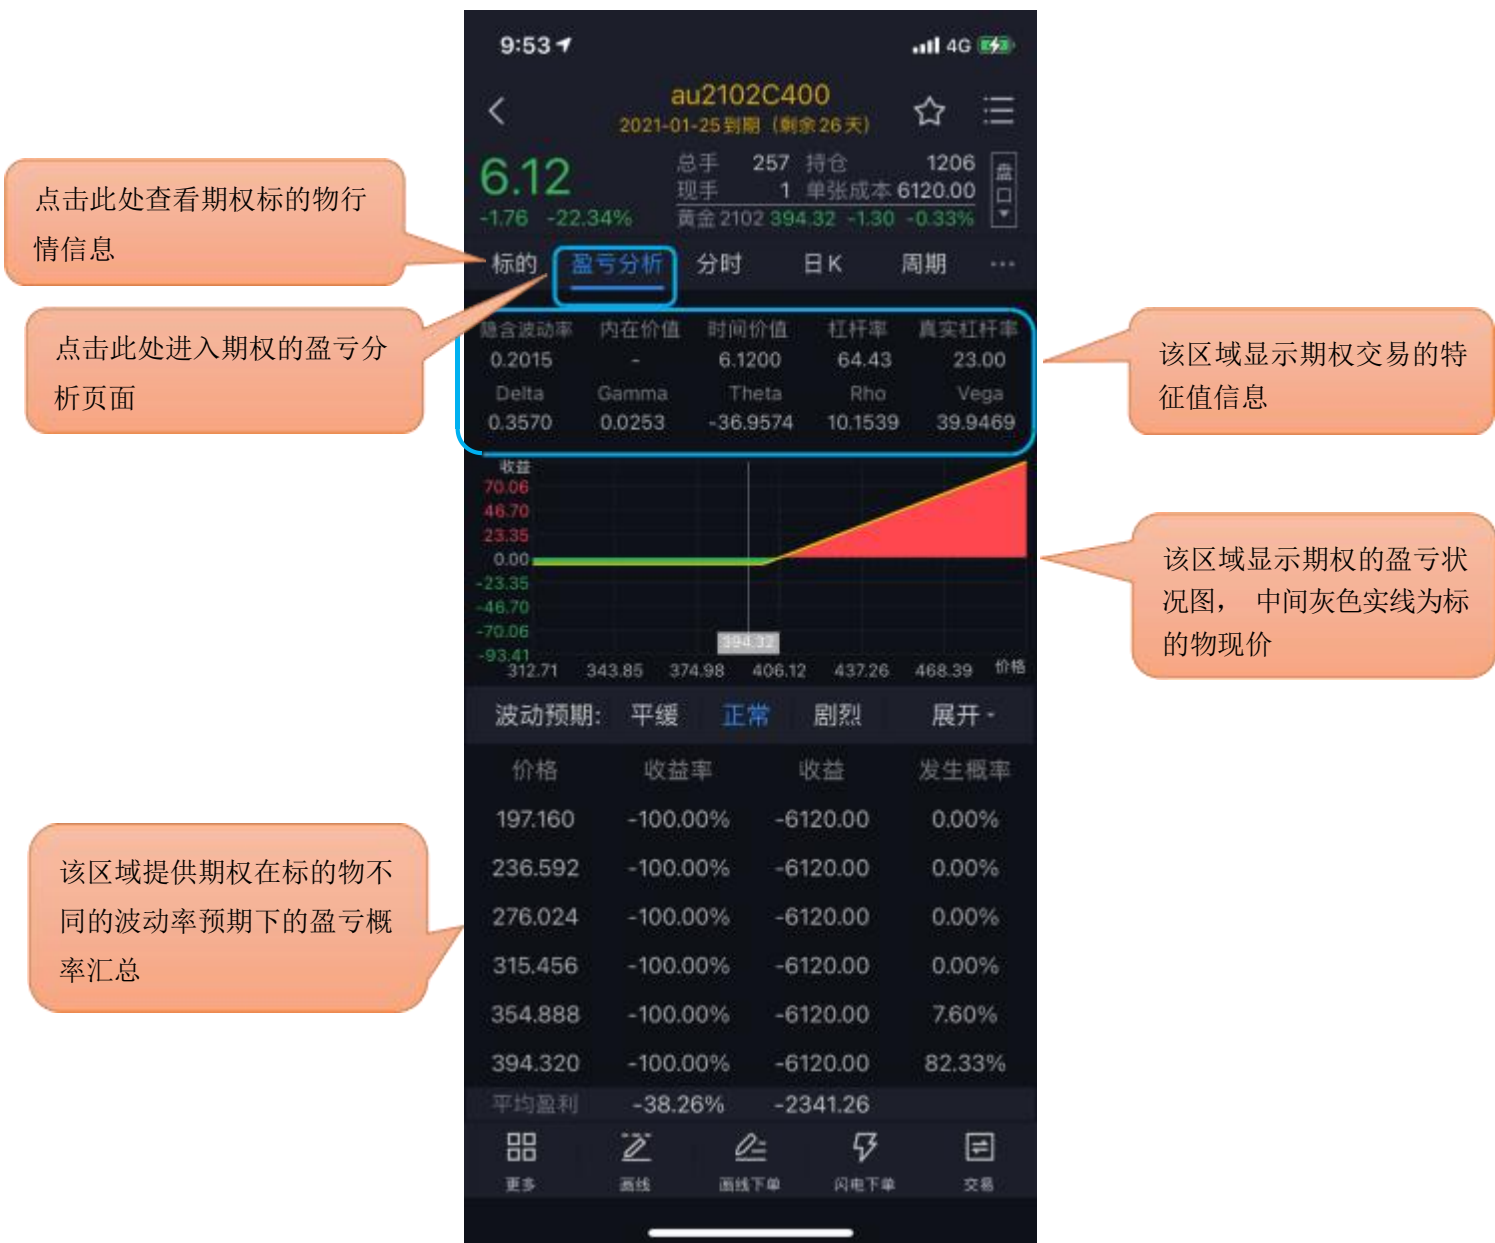 9:53
4G
au2102C400
2021-01-25到期（剩余26天）
6.12
-1.76 -22.34%
总手 257 持仓 1206
现手 1 单张成本 6120.00
黄金2102 394.32 -1.30 -0.33%
盘口
标的 盈亏分析 分时 日K 周期 ···
隐含波动率 内在价值 时间价值 杠杆率 真实杠杆率
0.2015 - 6.1200 64.43 23.00
Delta Gamma Theta Rho Vega
0.3570 0.0253 -36.9574 10.1539 39.9469
收益
70.06
46.70
23.35
0.00
-23.35
-46.70
-70.06
-93.41
394.32
312.71 343.85 374.98 406.12 437.26 468.39 价格
波动预期: 平缓 正常 剧烈 展开
价格 收益率 收益 发生概率
197.160 -100.00% -6120.00 0.00%
236.592 -100.00% -6120.00 0.00%
276.024 -100.00% -6120.00 0.00%
315.456 -100.00% -6120.00 0.00%
354.888 -100.00% -6120.00 7.60%
394.320 -100.00% -6120.00 82.33%
平均盈利 -38.26% -2341.26
更多 画线 画线下单 闪电下单 交易
点击此处查看期权标的物行
情信息
点击此处进入期权的盈亏分
析页面
该区域提供期权在标的物不
同的波动率预期下的盈亏概
率汇总
该区域显示期权交易的特
征值信息
该区域显示期权的盈亏状
况图， 中间灰色实线为标
的物现价